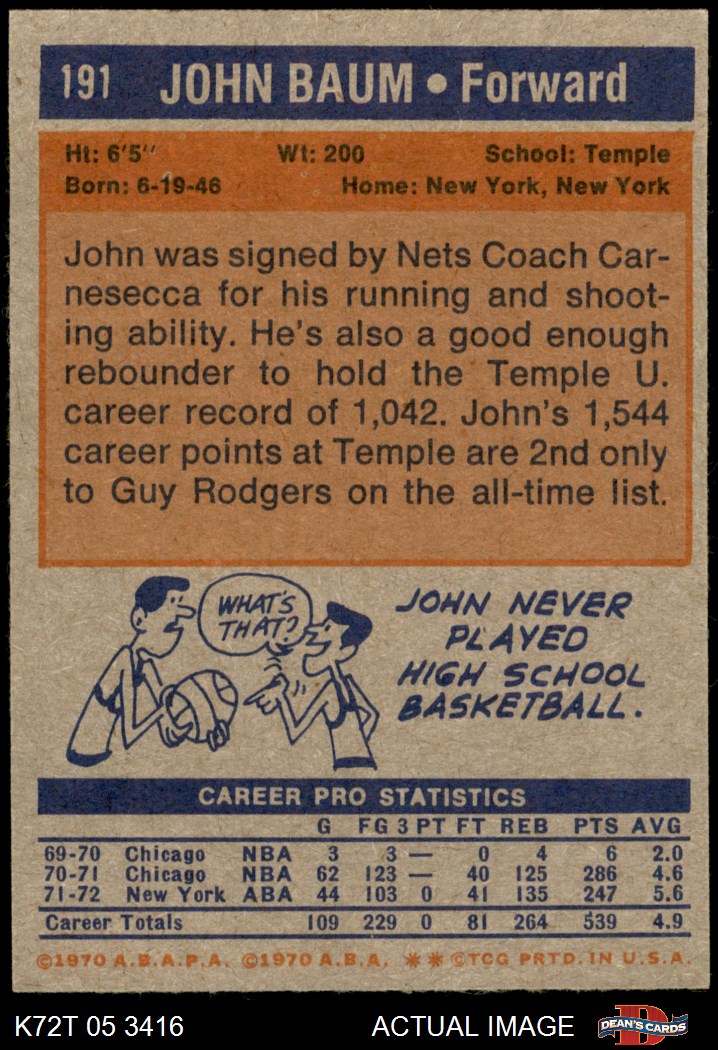 191 JOHN BAUM • Forward
Ht: 6'5" Wt: 200 School: Temple
Born: 6-19-46 Home: New York, New York
John was signed by Nets Coach Car-
nesecca for his running and shoot-
ing ability. He's also a good enough
rebounder to hold the Temple U.
career record of 1,042. John's 1,544
career points at Temple are 2nd only
to Guy Rodgers on the all-time list.
WHAT'S
THAT?
JOHN NEVER
PLAYED
HIGH SCHOOL
BASKETBALL.
CAREER PRO STATISTICS
G FG 3 PT FT REB PTS AVG
69-70 Chicago NBA 3 3 — 0 4 6 2.0
70-71 Chicago NBA 62 123 — 40 125 286 4.6
71-72 New York ABA 44 103 0 41 135 247 5.6
Career Totals 109 229 0 81 264 539 4.9
©1970 A.B.A.P.A. ©1970 A.B.A. ** ©TCG PRTD. IN U.S.A.
K72T 05 3416 ACTUAL IMAGE D DEAN'S CARDS